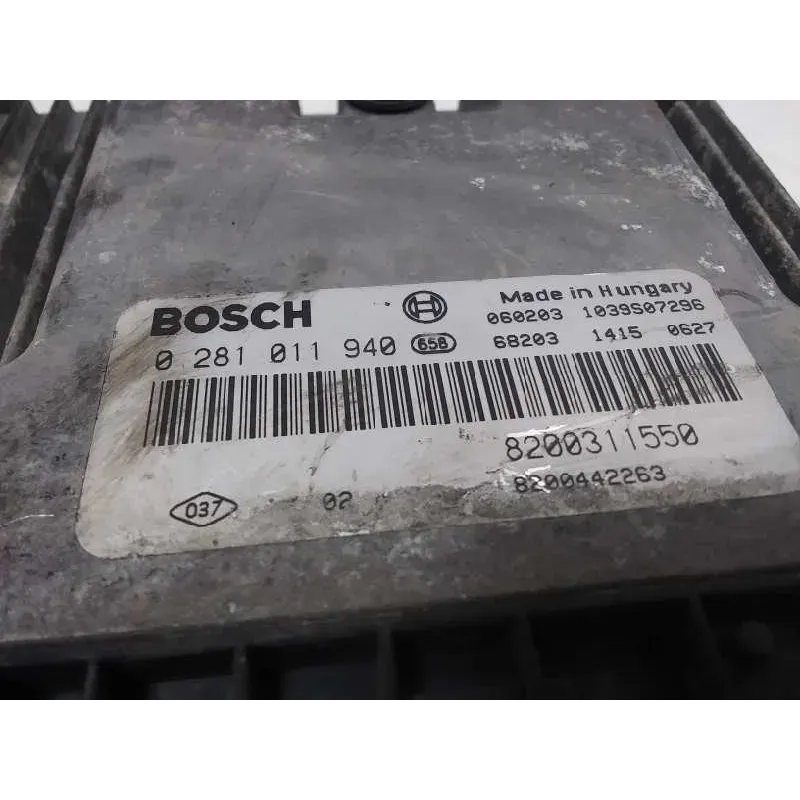 BOSCH
Made in Hungary
060203 1039S07296
0 281 011 940 658
68203 1415 0627
8200311550
037 02 8200442263